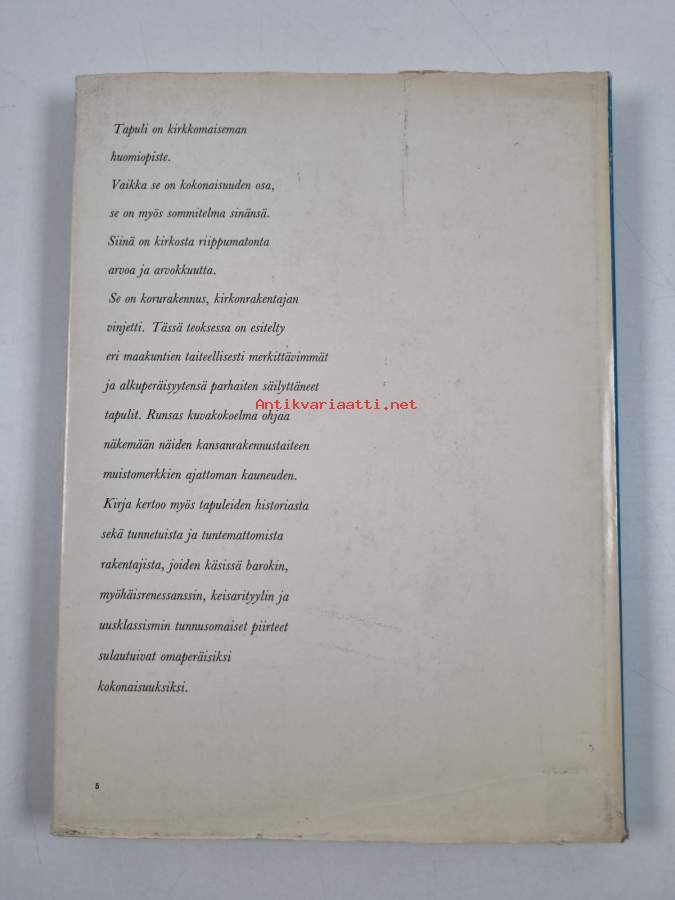 Tapuli on kirkkomaiseman
huomiopiste.
Vaikka se on kokonaisuuden osa,
se on myös sommitelma sinänsä.
Siinä on kirkosta riippumatonta
arvoa ja arvokkuutta.
Se on korurakennus, kirkonrakentajan
vinjetti. Tässä teoksessa on esitelty
eri maakuntien taiteellisesti merkittävimmät
ja alkuperäisyytensä parhaiten säilyttäneet
Antikvariaatti.net
tapulit. Runsas kuvakokoelma ohjaa
näkemään näiden kansanrakennustaiteen
muistomerkkien ajattoman kauneuden.
Kirja kertoo myös tapuleiden historiasta
sekä tunnetuista ja tuntemattomista
rakentajista, joiden käsissä barokin,
myöhäisrenessanssin, keisarityylin ja
uusklassismin tunnusomaiset piirteet
sulautuivat omaperäisiksi
kokonaisuuksiksi.
5